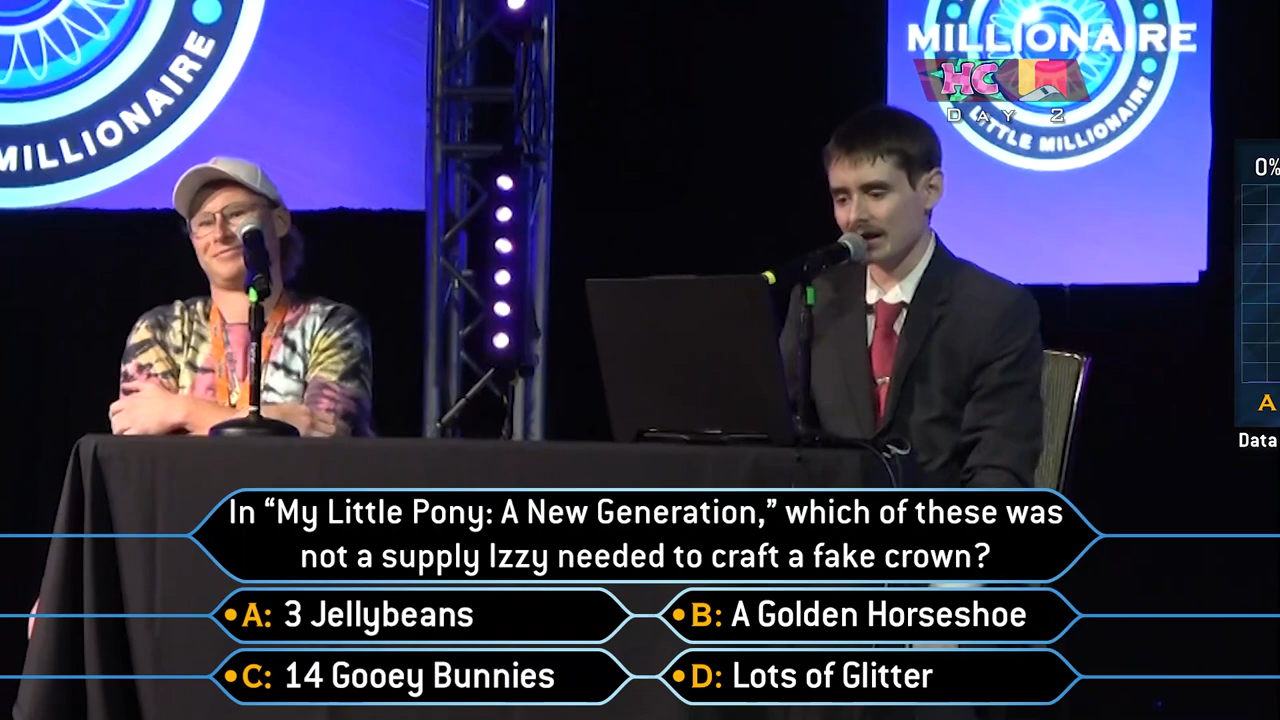 MILLIONAIRE
MILLIONAIRE
HC
DAY 2
LITTLE MILLIONAIRE
0%
A
Data
In “My Little Pony: A New Generation,” which of these was
not a supply Izzy needed to craft a fake crown?
•A: 3 Jellybeans
•B: A Golden Horseshoe
•C: 14 Gooey Bunnies
•D: Lots of Glitter